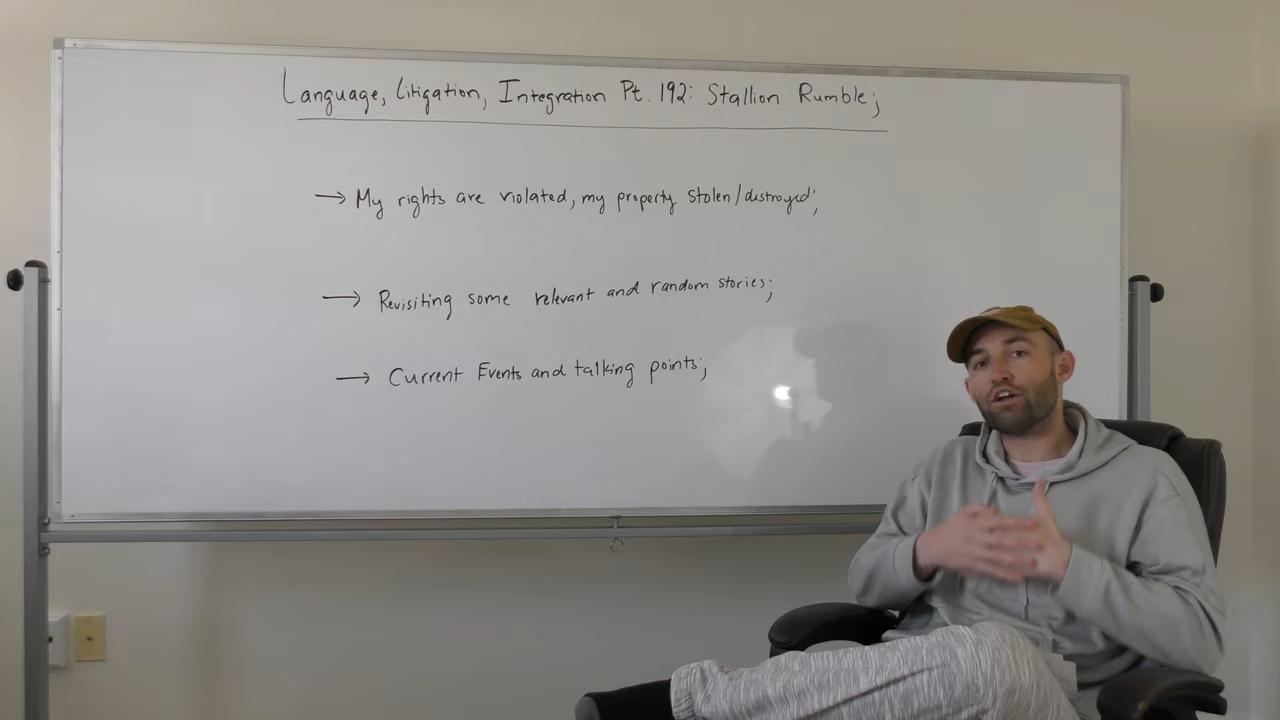 Language, Litigation, Integration Pt. 192: Stallion Rumble;
→ My rights are violated, my property stolen/destroyed;
→ Revisiting some relevant and random stories;
→ Current Events and talking points;